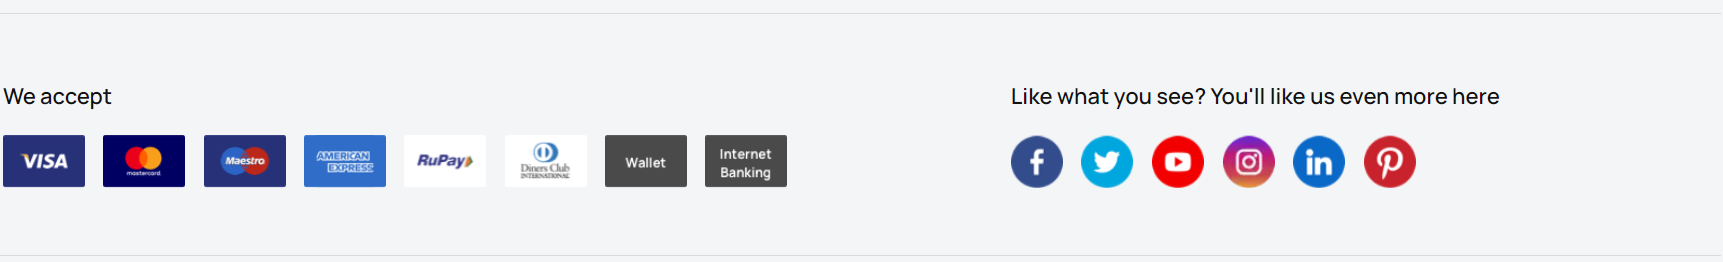 We accept
Like what you see? You'll like us even more here
VISA
mastercard
Maestro
AMERICAN
EXPRESS
RuPay
Diners Club
INTERNATIONAL
Wallet
Internet
Banking
f
in